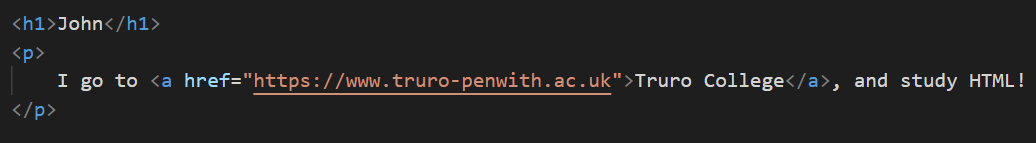 <h1>John</h1>
<p>
I go to <a href="https://www.truro-penwith.ac.uk">Truro College</a>, and study HTML!
</p>